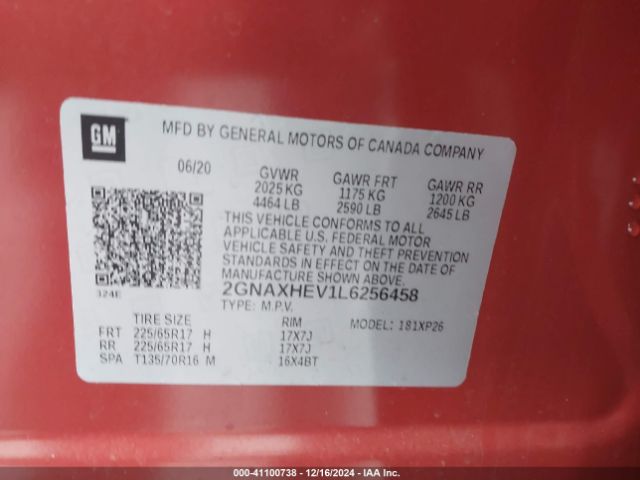 GM
MFD BY GENERAL MOTORS OF CANADA COMPANY
06/20 GVWR GAWR FRT GAWR RR
2025 KG 1175 KG 1200 KG
4464 LB 2590 LB 2645 LB
THIS VEHICLE CONFORMS TO ALL
APPLICABLE U.S. FEDERAL MOTOR
VEHICLE SAFETY AND THEFT PREVENTION
STANDARDS IN EFFECT ON THE DATE OF
MANUFACTURE SHOWN ABOVE.
324E
2GNAXHEV1L6256458
TYPE: M.P.V.
TIRE SIZE RIM MODEL: 181XP26
FRT 225/65R17 H 17X7J
RR 225/65R17 H 17X7J
SPA T135/70R16 M 16X4BT
000-41100738 - 12/16/2024 - IAA Inc.